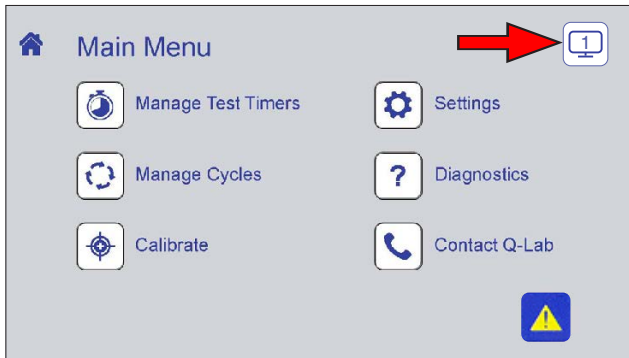 Main Menu
1
Manage Test Timers
Settings
Manage Cycles
?
Diagnostics
Calibrate
Contact Q-Lab